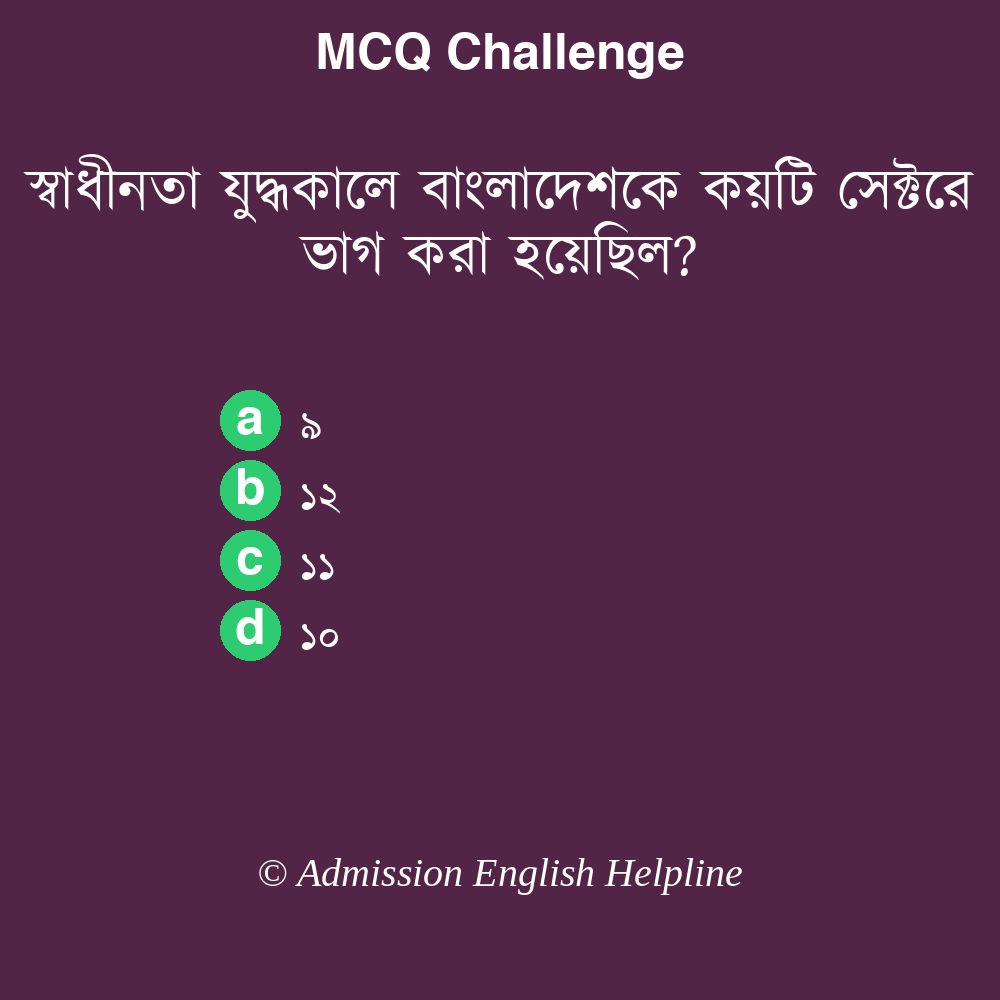 MCQ Challenge
স্বাধীনতা যুদ্ধকালে বাংলাদেশকে কয়টি সেক্টরে
ভাগ করা হয়েছিল?
a ৯
b ১২
c ১১
d ১০
© Admission English Helpline